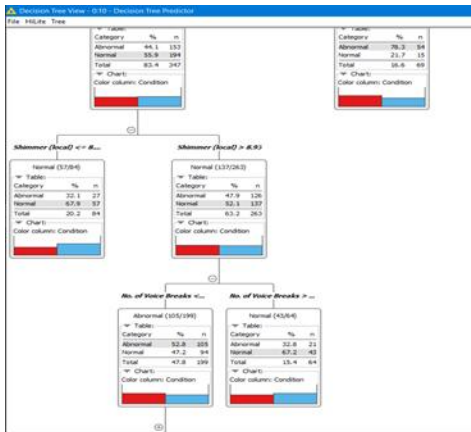 Decision Tree View - 0:10 - Decision Tree Predictor
File HiLite Tree
Table:
Category % n
Abnormal 44.1 153
Normal 55.9 194
Total 83.4 347
Chart:
Color column: Condition
Table:
Category % n
Abnormal 78.3 54
Normal 21.7 15
Total 16.6 69
Chart:
Color column: Condition
Shimmer (local) <= 8....
Shimmer (local) > 8.95
Normal (57/84)
Table:
Category % n
Abnormal 32.1 27
Normal 67.9 57
Total 20.2 84
Chart:
Color column: Condition
Normal (137/263)
Table:
Category % n
Abnormal 47.9 126
Normal 52.1 137
Total 63.2 263
Chart:
Color column: Condition
No. of Voice Breaks <...
No. of Voice Breaks > ...
Abnormal (105/199)
Table:
Category % n
Abnormal 52.8 105
Normal 47.2 94
Total 47.8 199
Chart:
Color column: Condition
Normal (43/64)
Table:
Category % n
Abnormal 32.8 21
Normal 67.2 43
Total 15.4 64
Chart:
Color column: Condition